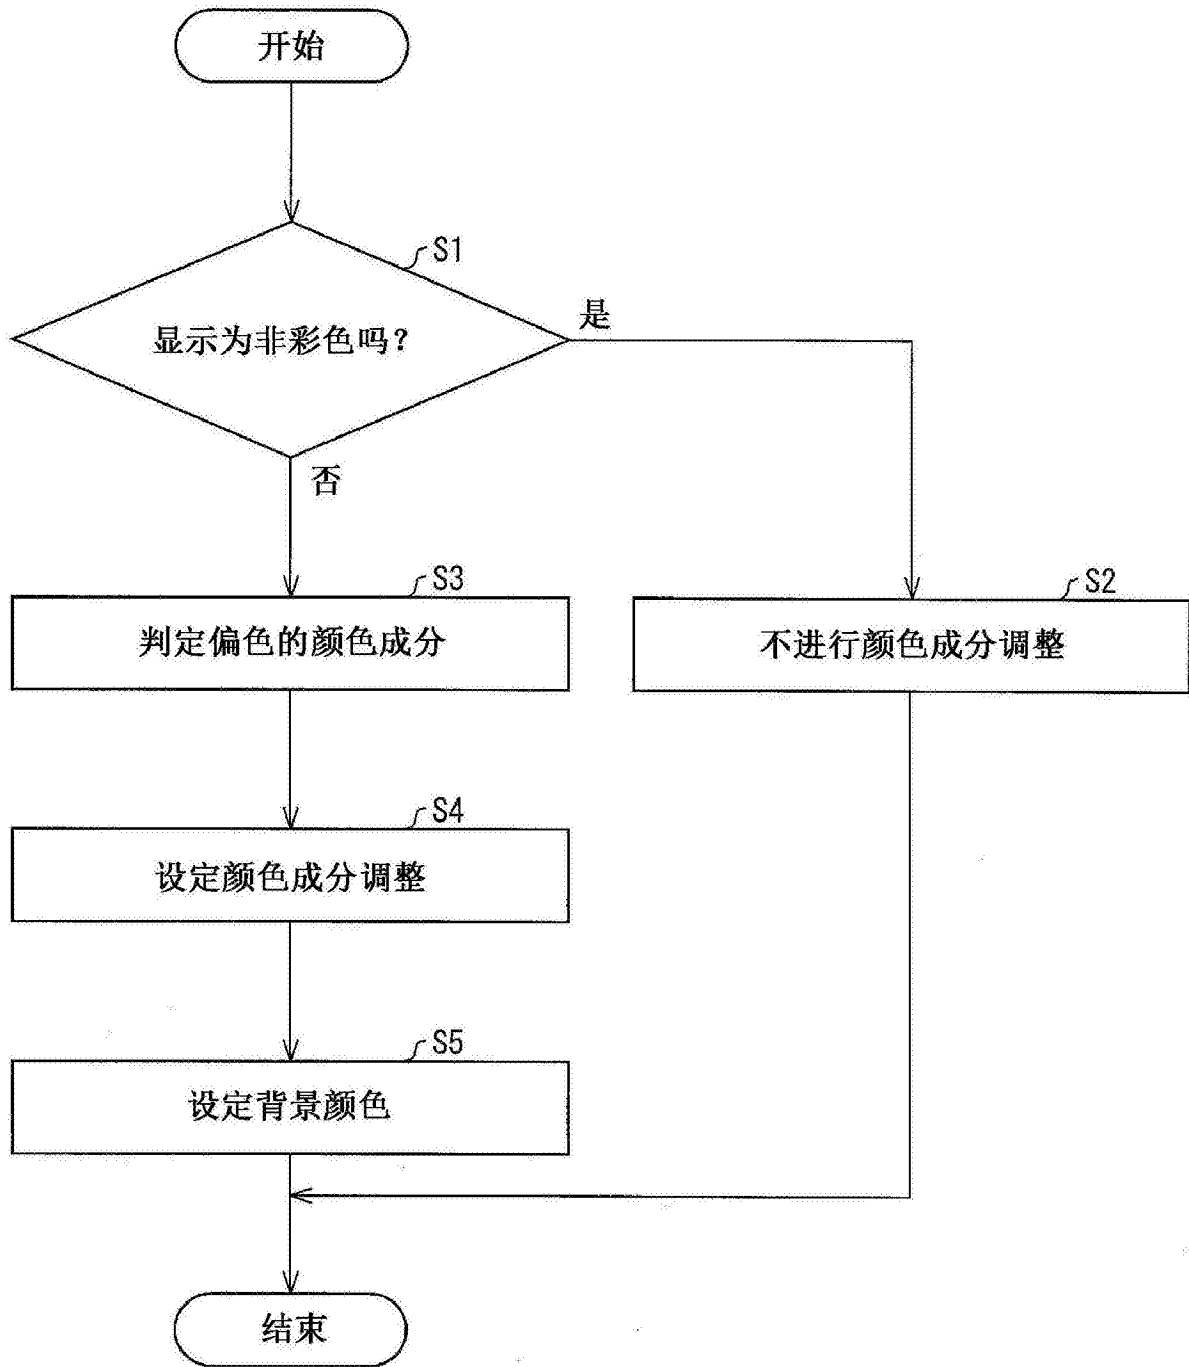 开始
S1
显示为非彩色吗?
是
否
S3
判定偏色的颜色成分
S2
不进行颜色成分调整
S4
设定颜色成分调整
S5
设定背景颜色
结束